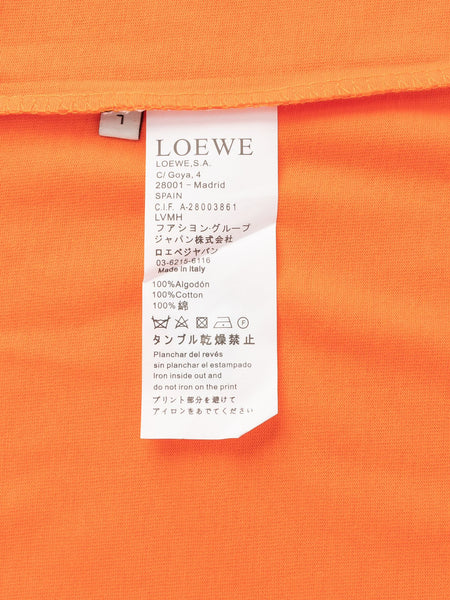 L
LOEWE
LOEWE,S.A.
C/ Goya, 4
28001 - Madrid
SPAIN
C.I.F. A-28003861
LVMH
フアシヨン・グループ
ジャパン株式会社
ロエベジャパン
03-6215-6116
Made in Italy
100%Algodón
100%Cotton
100% 綿
タンブル乾燥禁止
Planchar del revés
sin planchar el estampado
Iron inside out and
do not iron on the print
プリント部分を避けて
アイロンをあててください